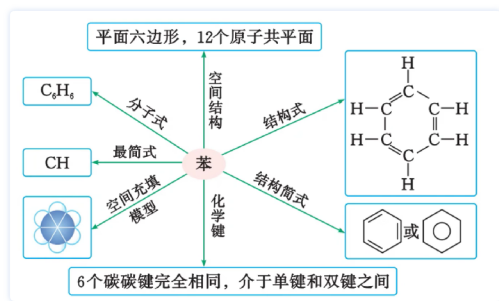 平面六边形，12个原子共平面
C₆H₆
分子式
空间
结构
结构式
H
H C H
C C
C C
H C H
H
CH
最简式
苯
空间充填
模型
化学键
结构简式
或
6个碳碳键完全相同，介于单键和双键之间